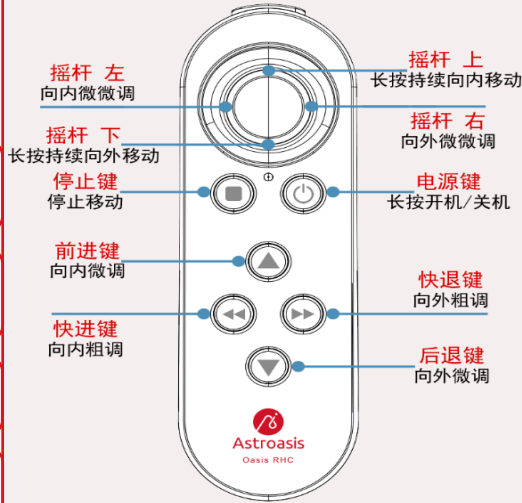 摇杆 左
向内微微调
摇杆 上
长按持续向内移动
摇杆 下
长按持续向外移动
摇杆 右
向外微微调
停止键
停止移动
电源键
长按开机/关机
前进键
向内微调
快退键
向外粗调
快进键
向内粗调
后退键
向外微调
Astroasis
Oasis RHC